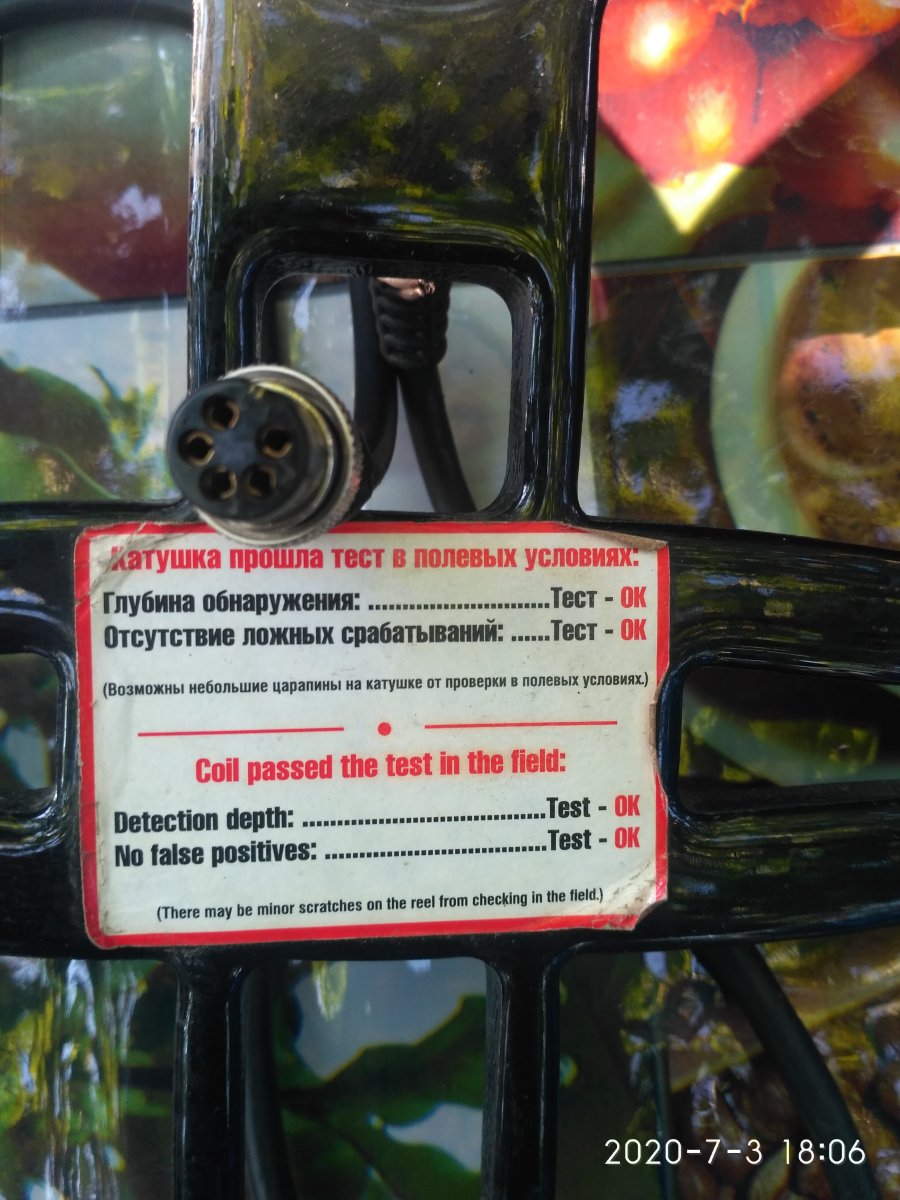 Катушка прошла тест в полевых условиях:
Глубина обнаружения: ...........................Тест - OK
Отсутствие ложных срабатываний: ......Тест - OK
(Возможны небольшие царапины на катушке от проверки в полевых условиях.)
Coil passed the test in the field:
Detection depth: ...................................Test - OK
No false positives: ................................Test - OK
(There may be minor scratches on the reel from checking in the field.)
2020-7-3 18:06